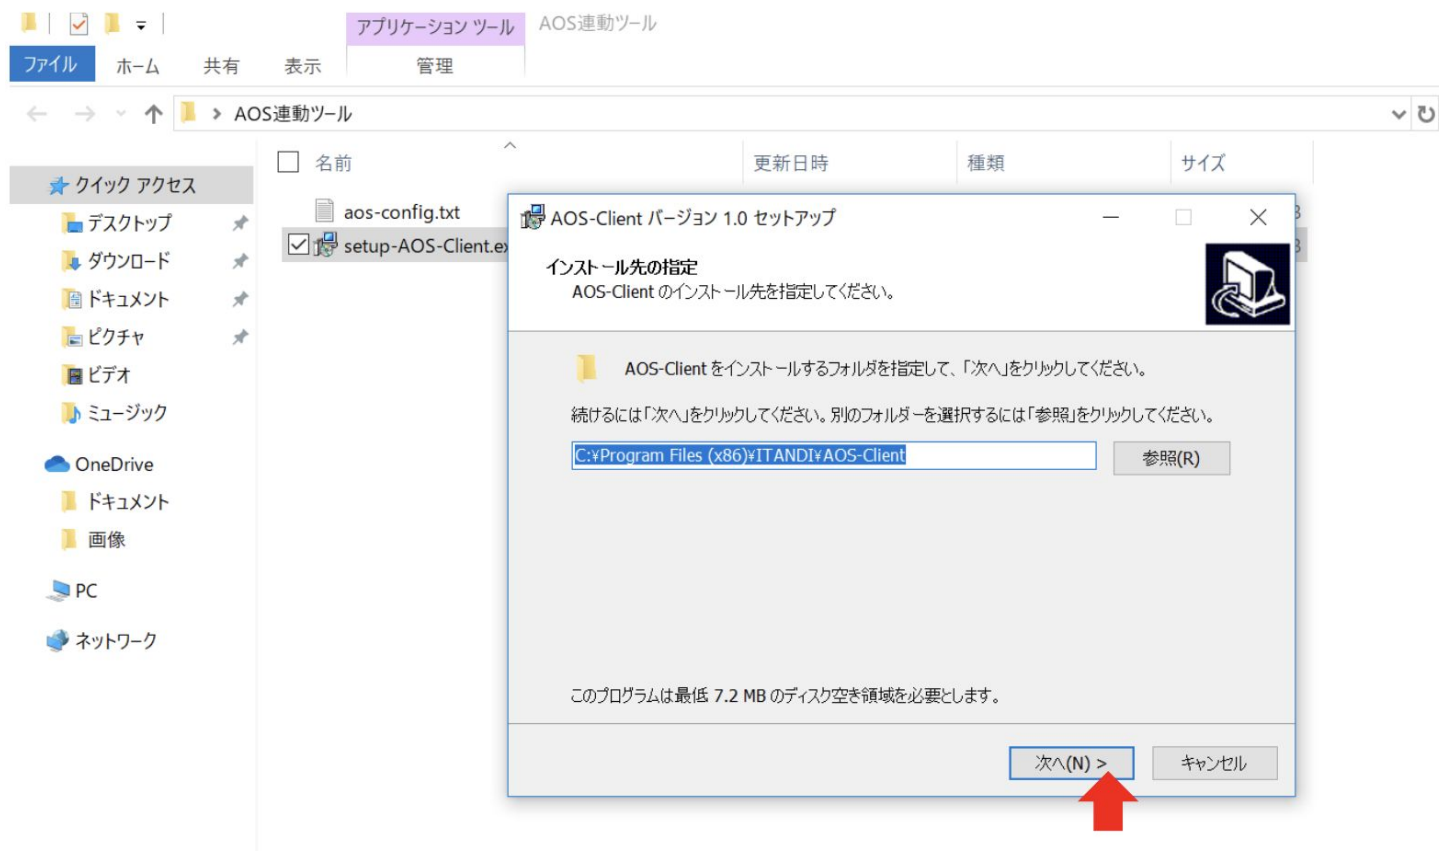 アプリケーション ツール
AOS連動ツール
ファイル
ホーム
共有
表示
管理
AOS連動ツール
名前
更新日時
種類
サイズ
クイック アクセス
デスクトップ
ダウンロード
ドキュメント
ピクチャ
ビデオ
ミュージック
OneDrive
ドキュメント
画像
PC
ネットワーク
aos-config.txt
setup-AOS-Client.ex
AOS-Client バージョン 1.0 セットアップ
インストール先の指定
AOS-Client のインストール先を指定してください。
AOS-Client をインストールするフォルダを指定して、「次へ」をクリックしてください。
続けるには「次へ」をクリックしてください。別のフォルダーを選択するには「参照」をクリックしてください。
C:¥Program Files (x86)¥ITANDI¥AOS-Client
参照(R)
このプログラムは最低 7.2 MB のディスク空き領域を必要とします。
次へ(N) >
キャンセル